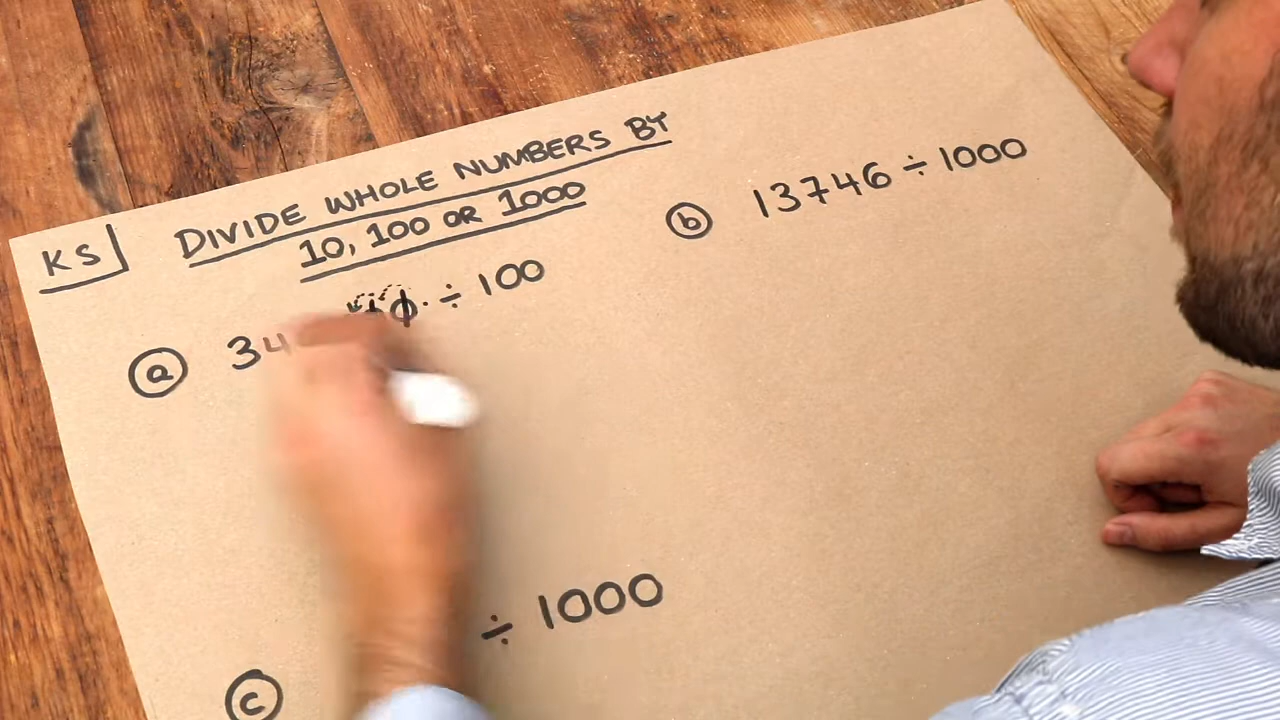 KS
DIVIDE WHOLE NUMBERS BY
10, 100 OR 1000
a 34 ÷ 100
b 13746 ÷ 1000
c ÷ 1000